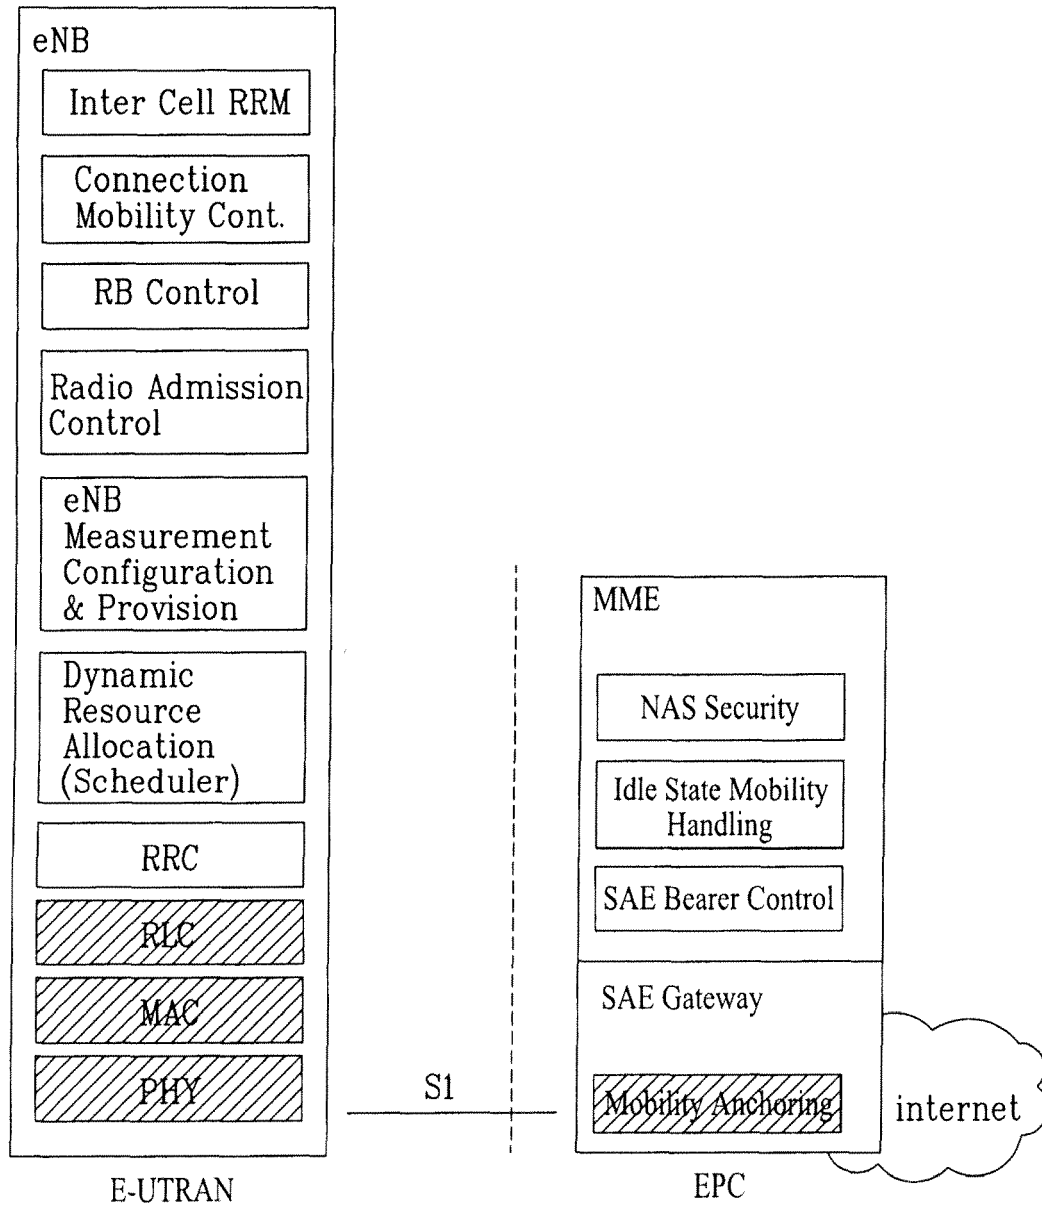 eNB
Inter Cell RRM
Connection
Mobility Cont.
RB Control
Radio Admission
Control
eNB
Measurement
Configuration
& Provision
Dynamic
Resource
Allocation
(Scheduler)
RRC
RLC
MAC
PHY
E-UTRAN
S1
MME
NAS Security
Idle State Mobility
Handling
SAE Bearer Control
SAE Gateway
Mobility Anchoring
EPC
internet